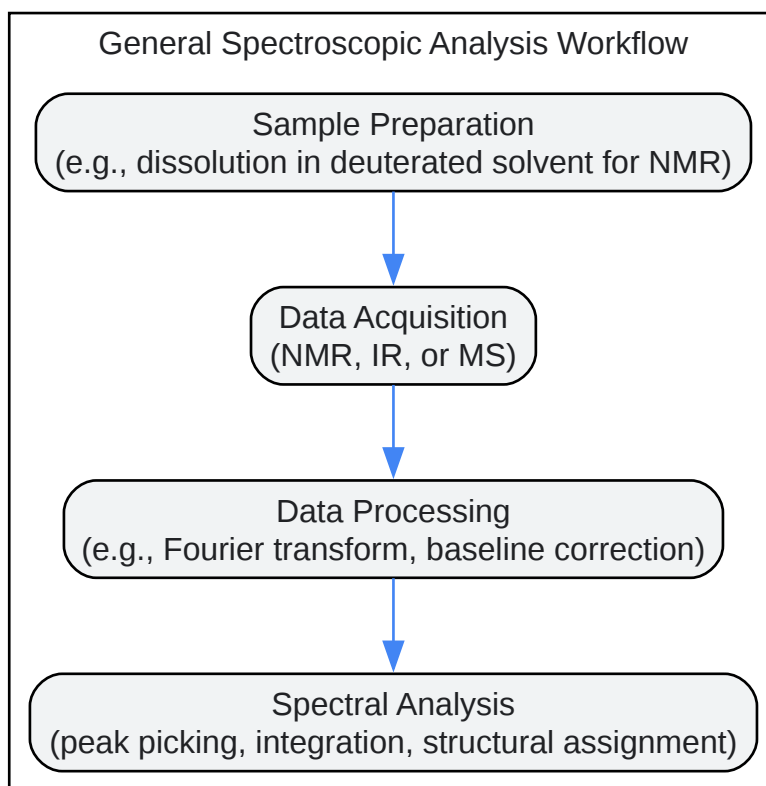 General Spectroscopic Analysis Workflow
Sample Preparation
(e.g., dissolution in deuterated solvent for NMR)
Data Acquisition
(NMR, IR, or MS)
Data Processing
(e.g., Fourier transform, baseline correction)
Spectral Analysis
(peak picking, integration, structural assignment)